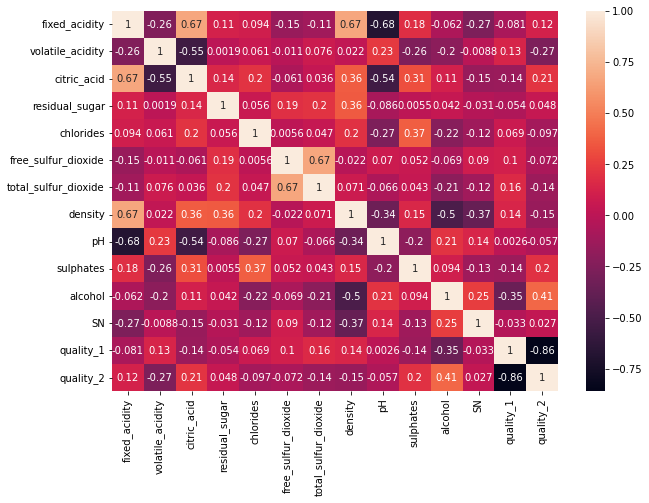 fixed_acidity 1 -0.26 0.67 0.11 0.094 -0.15 -0.11 0.67 -0.68 0.18 -0.062 -0.27 -0.081 0.12
volatile_acidity -0.26 1 -0.55 0.0019 0.061 -0.011 0.076 0.022 0.23 -0.26 -0.2 -0.0088 0.13 -0.27
citric_acid 0.67 -0.55 1 0.14 0.2 -0.061 0.036 0.36 -0.54 0.31 0.11 -0.15 -0.14 0.21
residual_sugar 0.11 0.0019 0.14 1 0.056 0.19 0.2 0.36 -0.086 0.0055 0.042 -0.031 -0.054 0.048
chlorides 0.094 0.061 0.2 0.056 1 0.0056 0.047 0.2 -0.27 0.37 -0.22 -0.12 0.069 -0.097
free_sulfur_dioxide -0.15 -0.011 -0.061 0.19 0.0056 1 0.67 -0.022 0.07 0.052 -0.069 0.09 0.1 -0.072
total_sulfur_dioxide -0.11 0.076 0.036 0.2 0.047 0.67 1 0.071 -0.066 0.043 -0.21 -0.12 0.16 -0.14
density 0.67 0.022 0.36 0.36 0.2 -0.022 0.071 1 -0.34 0.15 -0.5 -0.37 0.14 -0.15
pH -0.68 0.23 -0.54 -0.086 -0.27 0.07 -0.066 -0.34 1 -0.2 0.21 0.14 0.0026 -0.057
sulphates 0.18 -0.26 0.31 0.0055 0.37 0.052 0.043 0.15 -0.2 1 0.094 -0.13 -0.14 0.2
alcohol -0.062 -0.2 0.11 0.042 -0.22 -0.069 -0.21 -0.5 0.21 0.094 1 0.25 -0.35 0.41
SN -0.27 -0.0088 -0.15 -0.031 -0.12 0.09 -0.12 -0.37 0.14 -0.13 0.25 1 -0.033 0.027
quality_1 -0.081 0.13 -0.14 -0.054 0.069 0.1 0.16 0.14 0.0026 -0.14 -0.35 -0.033 1 -0.86
quality_2 0.12 -0.27 0.21 0.048 -0.097 -0.072 -0.14 -0.15 -0.057 0.2 0.41 0.027 -0.86 1
fixed_acidity
volatile_acidity
citric_acid
residual_sugar
chlorides
free_sulfur_dioxide
total_sulfur_dioxide
density
pH
sulphates
alcohol
SN
quality_1
quality_2
1.00
0.75
0.50
0.25
0.00
−0.25
−0.50
−0.75